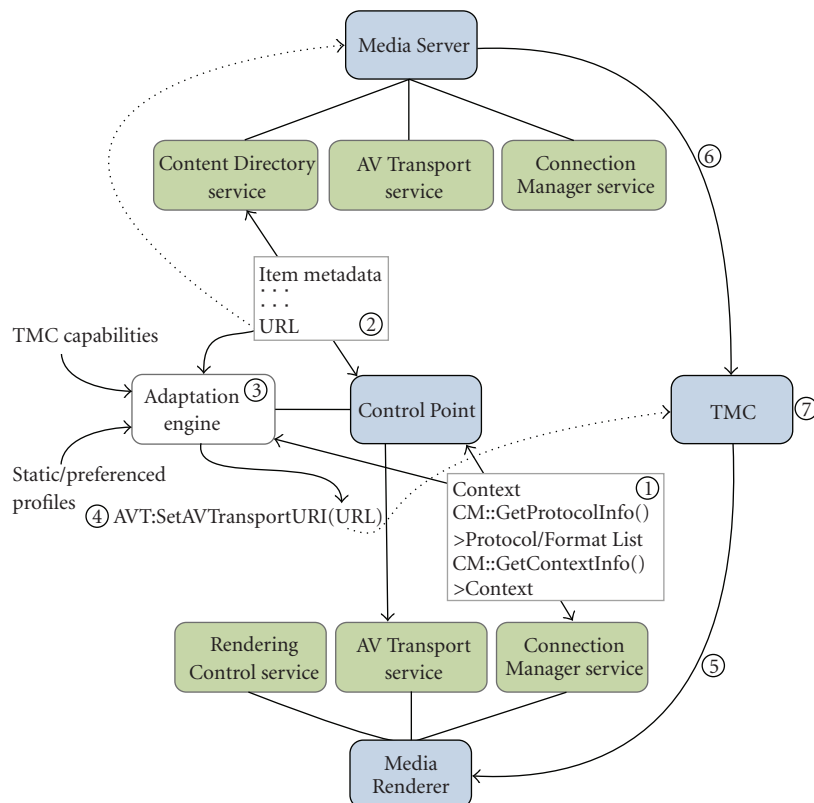 Media Server
Content Directory
service
AV Transport
service
Connection
Manager service
⑥
Item metadata
. . .
. . .
URL
②
TMC capabilities
Adaptation
engine
③
Control Point
TMC
⑦
Static/preferenced
profiles
④ AVT:SetAVTransportURI(URL)
Context
①
CM::GetProtocolInfo()
>Protocol/Format List
CM::GetContextInfo()
>Context
Rendering
Control service
AV Transport
service
Connection
Manager service
⑤
Media
Renderer